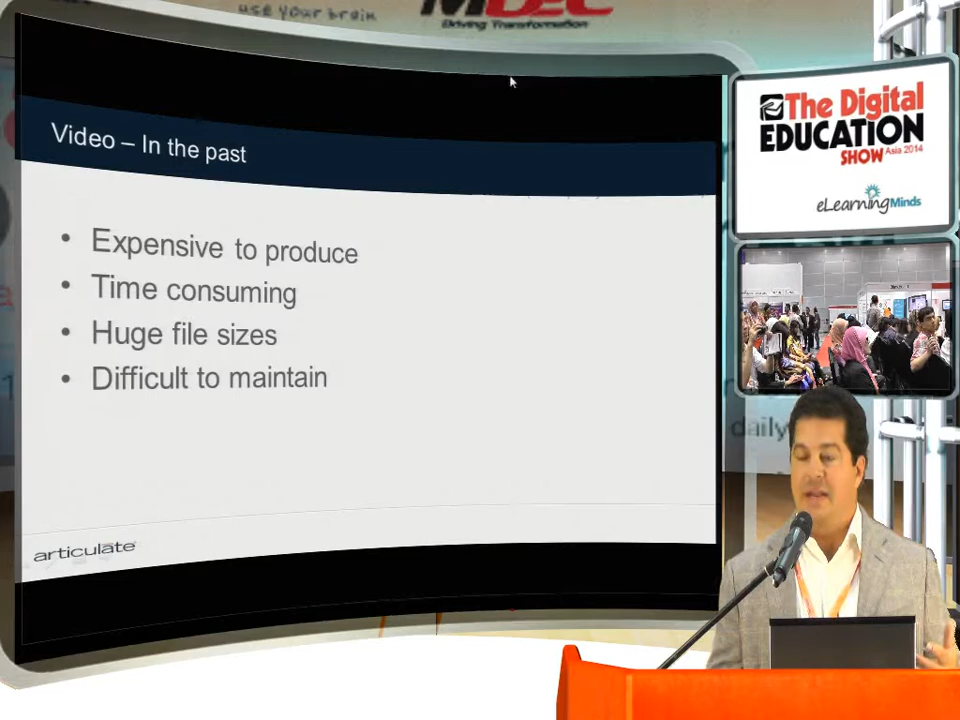 use your brain
MDEC
Driving Transformation
Video – In the past
• Expensive to produce
• Time consuming
• Huge file sizes
• Difficult to maintain
articulate
The Digital
EDUCATION
SHOW Asia 2014
eLearningMinds
daily